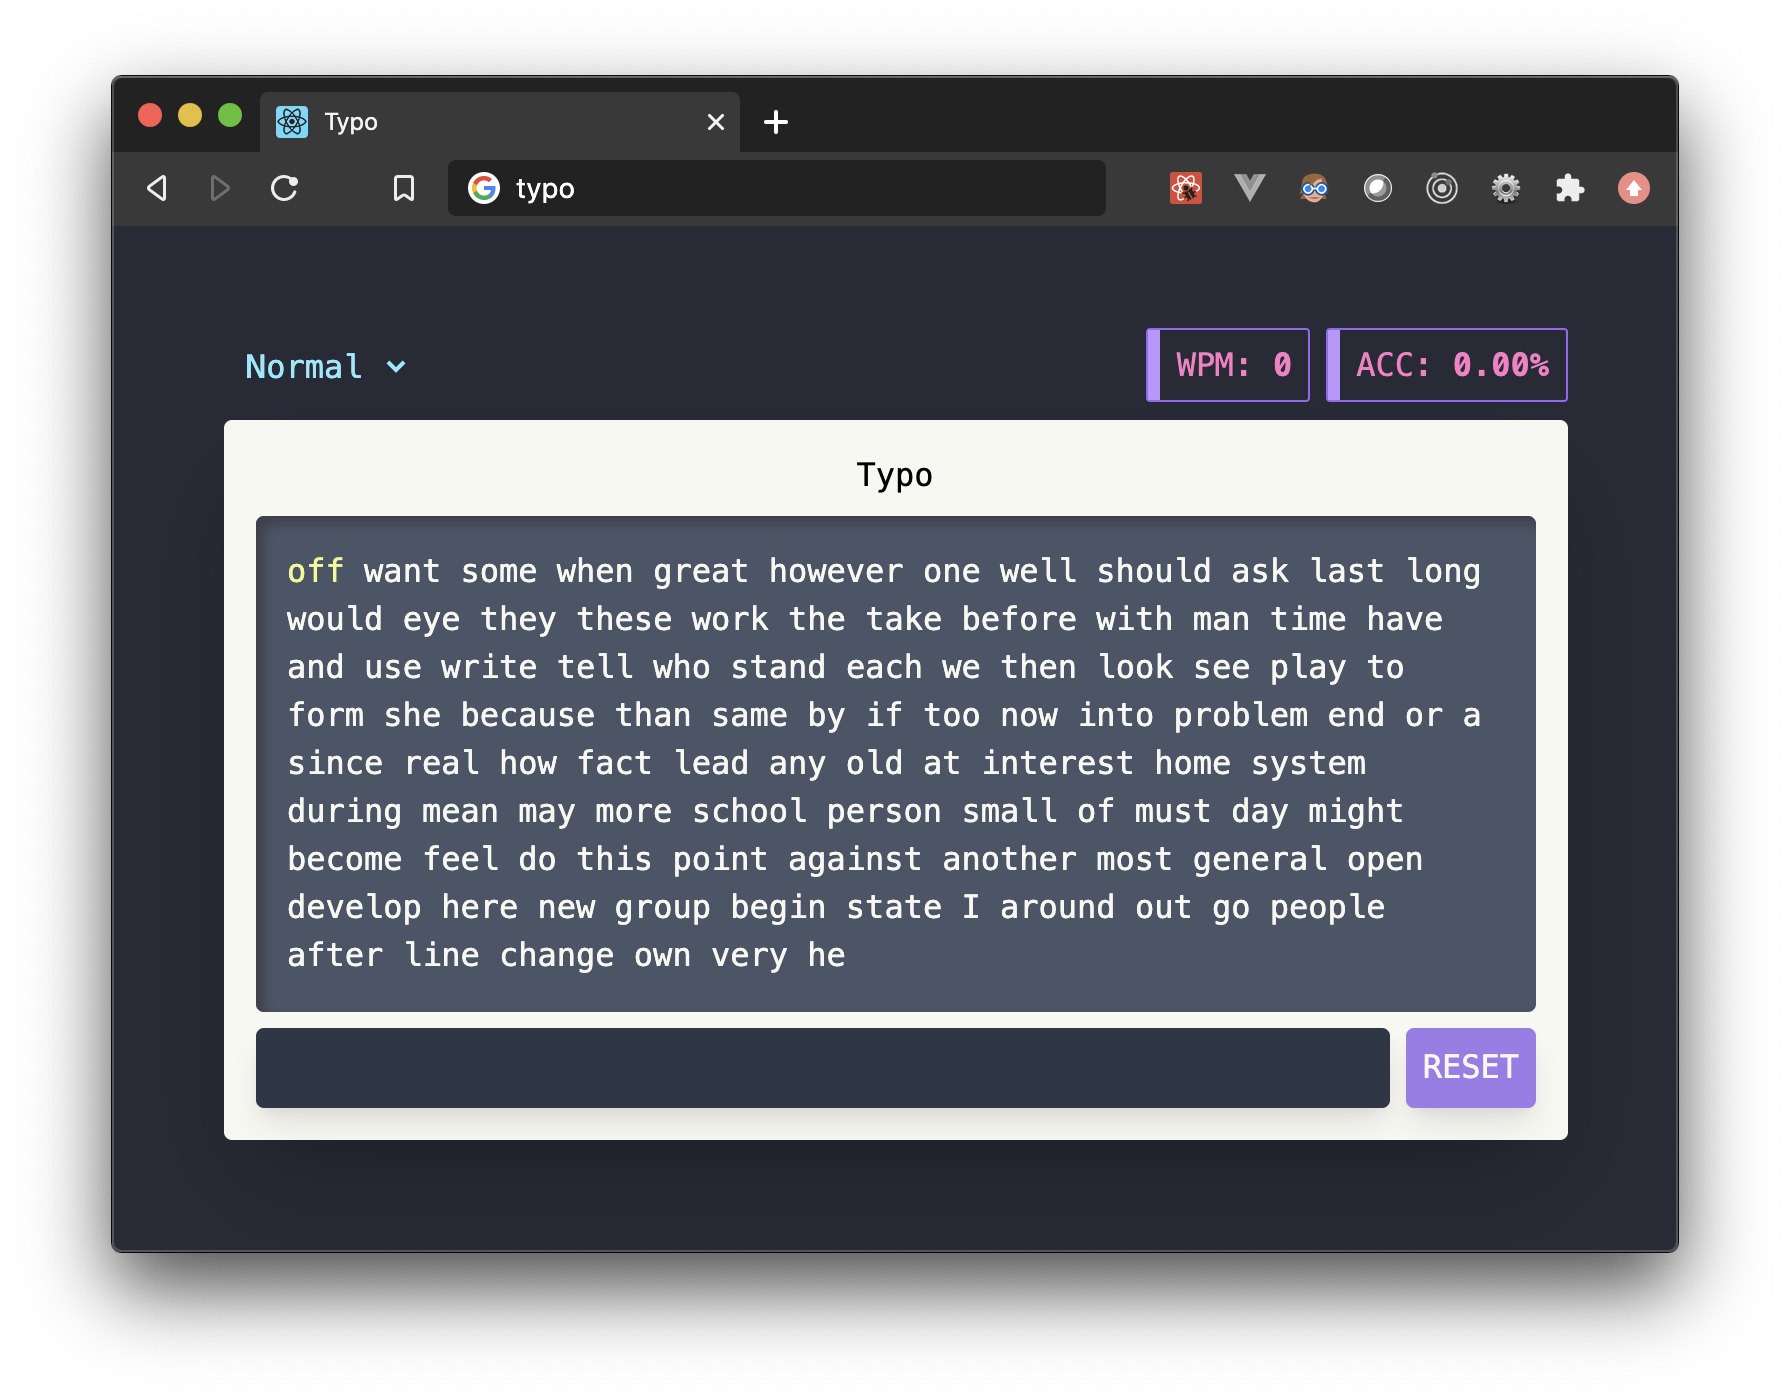 Typo
typo
Normal
WPM: 0 ACC: 0.00%
Typo
off want some when great however one well should ask last long
would eye they these work the take before with man time have
and use write tell who stand each we then look see play to
form she because than same by if too now into problem end or a
since real how fact lead any old at interest home system
during mean may more school person small of must day might
become feel do this point against another most general open
develop here new group begin state I around out go people
after line change own very he
RESET